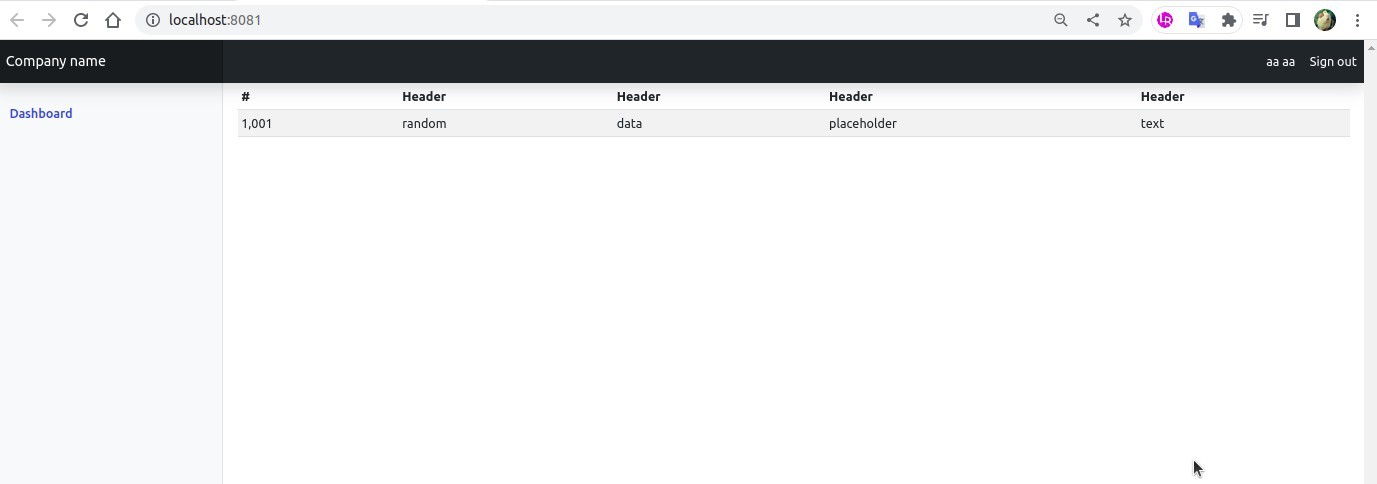 localhost:8081
Company name aa aa Sign out
Dashboard
# Header Header Header Header
1,001 random data placeholder text